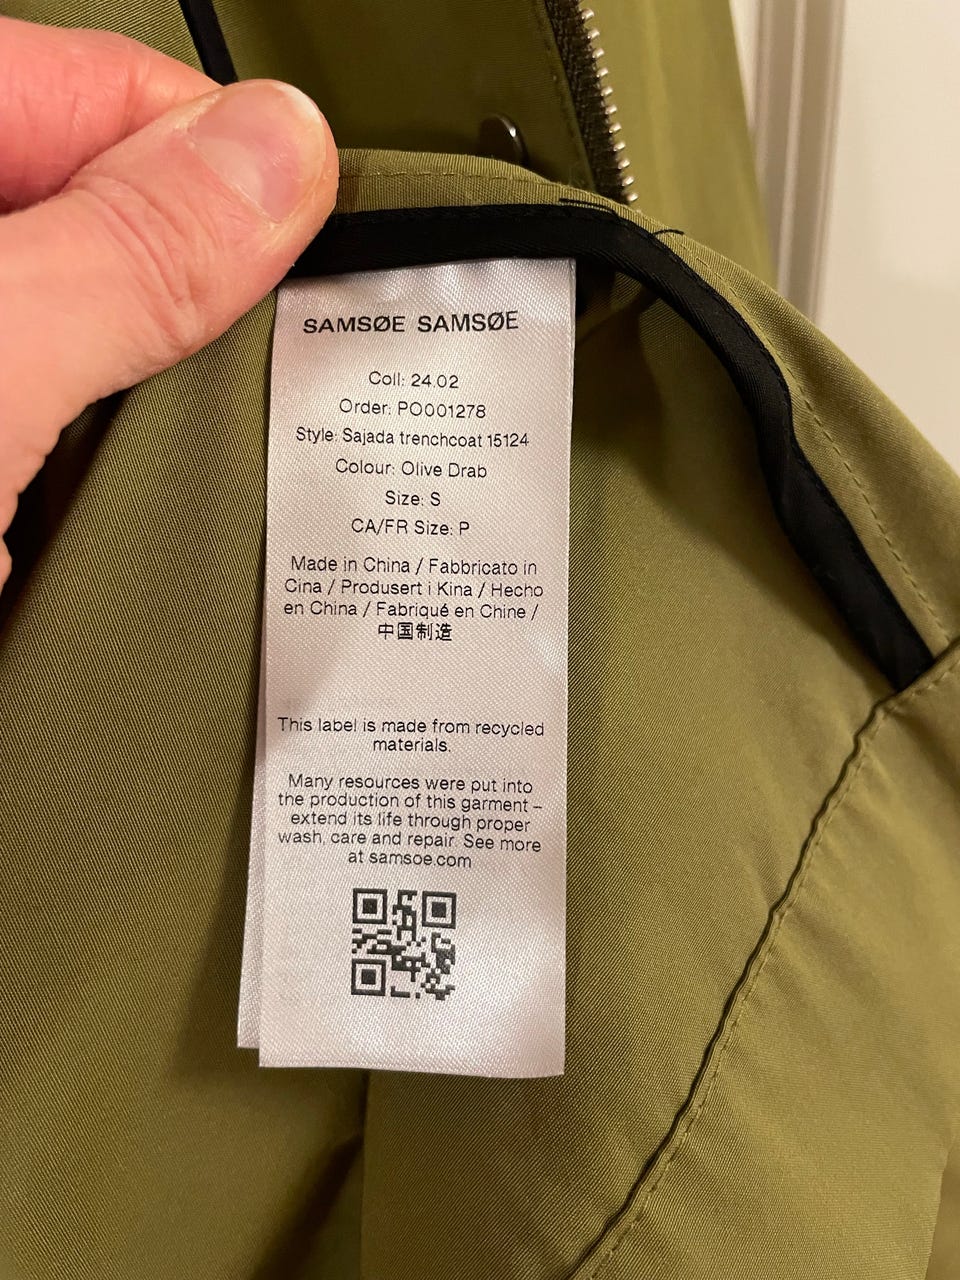 SAMSØE SAMSØE
Coll: 24.02
Order: PO001278
Style: Sajada trenchcoat 15124
Colour: Olive Drab
Size: S
CA/FR Size: P
Made in China / Fabbricato in
Cina / Produsert i Kina / Hecho
en China / Fabriqué en Chine /
中国制造
This label is made from recycled
materials.
Many resources were put into
the production of this garment –
extend its life through proper
wash, care and repair. See more
at samsoe.com